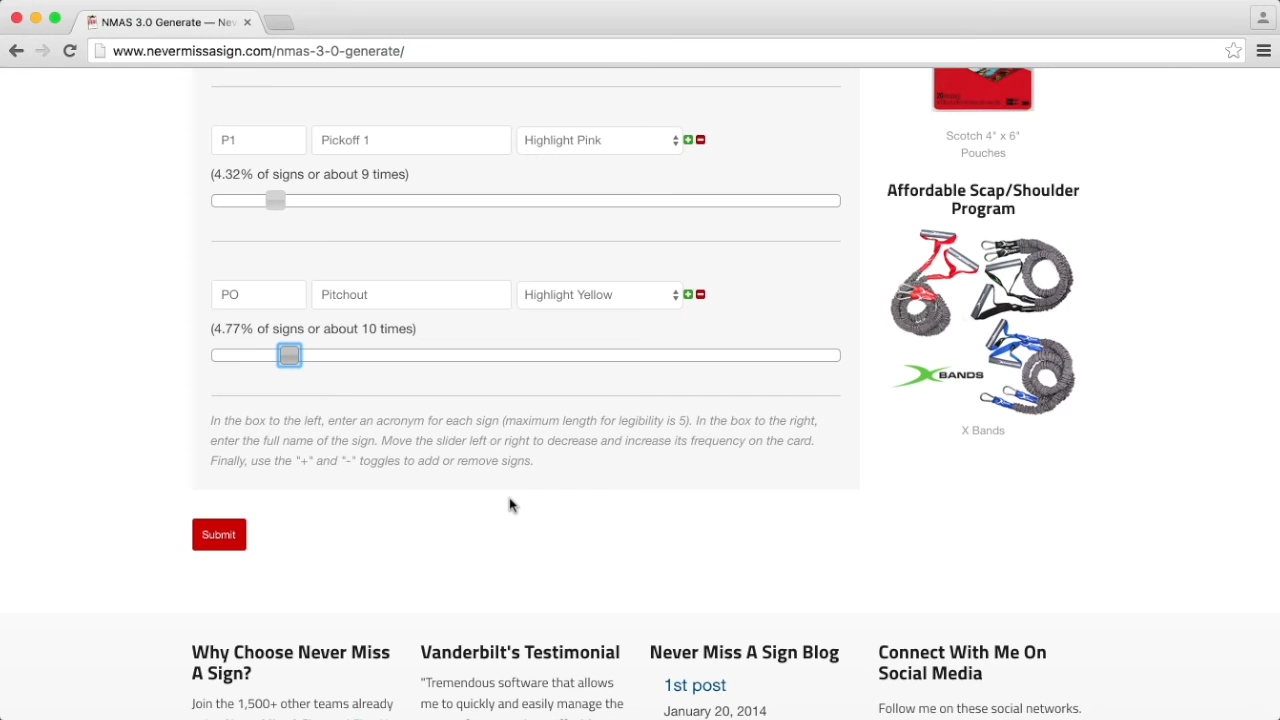 NMAS 3.0 Generate — Nev
www.nevermissasign.com/nmas-3-0-generate/
Scotch 4" x 6"
Pouches
P1
Pickoff 1
Highlight Pink
(4.32% of signs or about 9 times)
Affordable Scap/Shoulder
Program
PO
Pitchout
Highlight Yellow
(4.77% of signs or about 10 times)
BANDS
X Bands
In the box to the left, enter an acronym for each sign (maximum length for legibility is 5). In the box to the right,
enter the full name of the sign. Move the slider left or right to decrease and increase its frequency on the card.
Finally, use the "+" and "-" toggles to add or remove signs.
Submit
Why Choose Never Miss
A Sign?
Join the 1,500+ other teams already
Vanderbilt's Testimonial
"Tremendous software that allows
me to quickly and easily manage the
Never Miss A Sign Blog
1st post
January 20, 2014
Connect With Me On
Social Media
Follow me on these social networks.